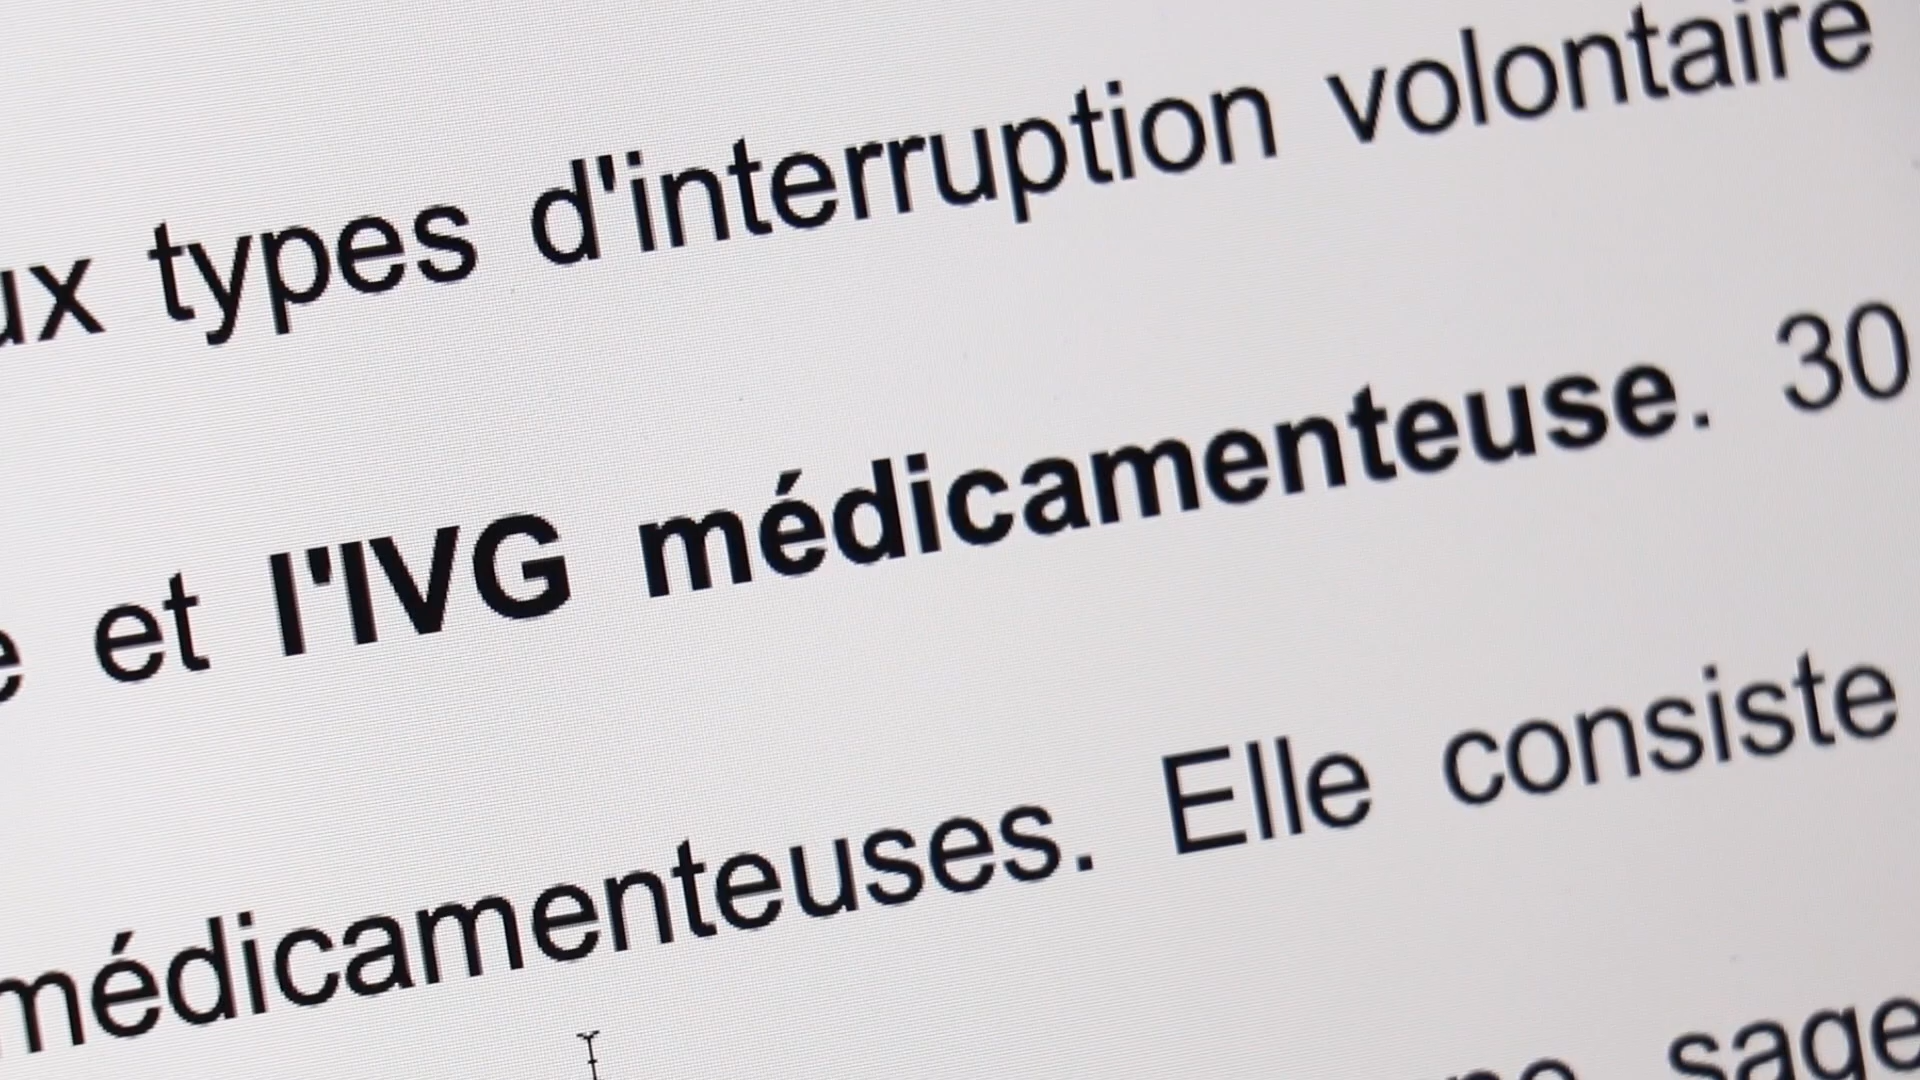 ux types d'interruption volontaire
e et l'IVG médicamenteuse. 30
médicamenteuses. Elle consiste
sage